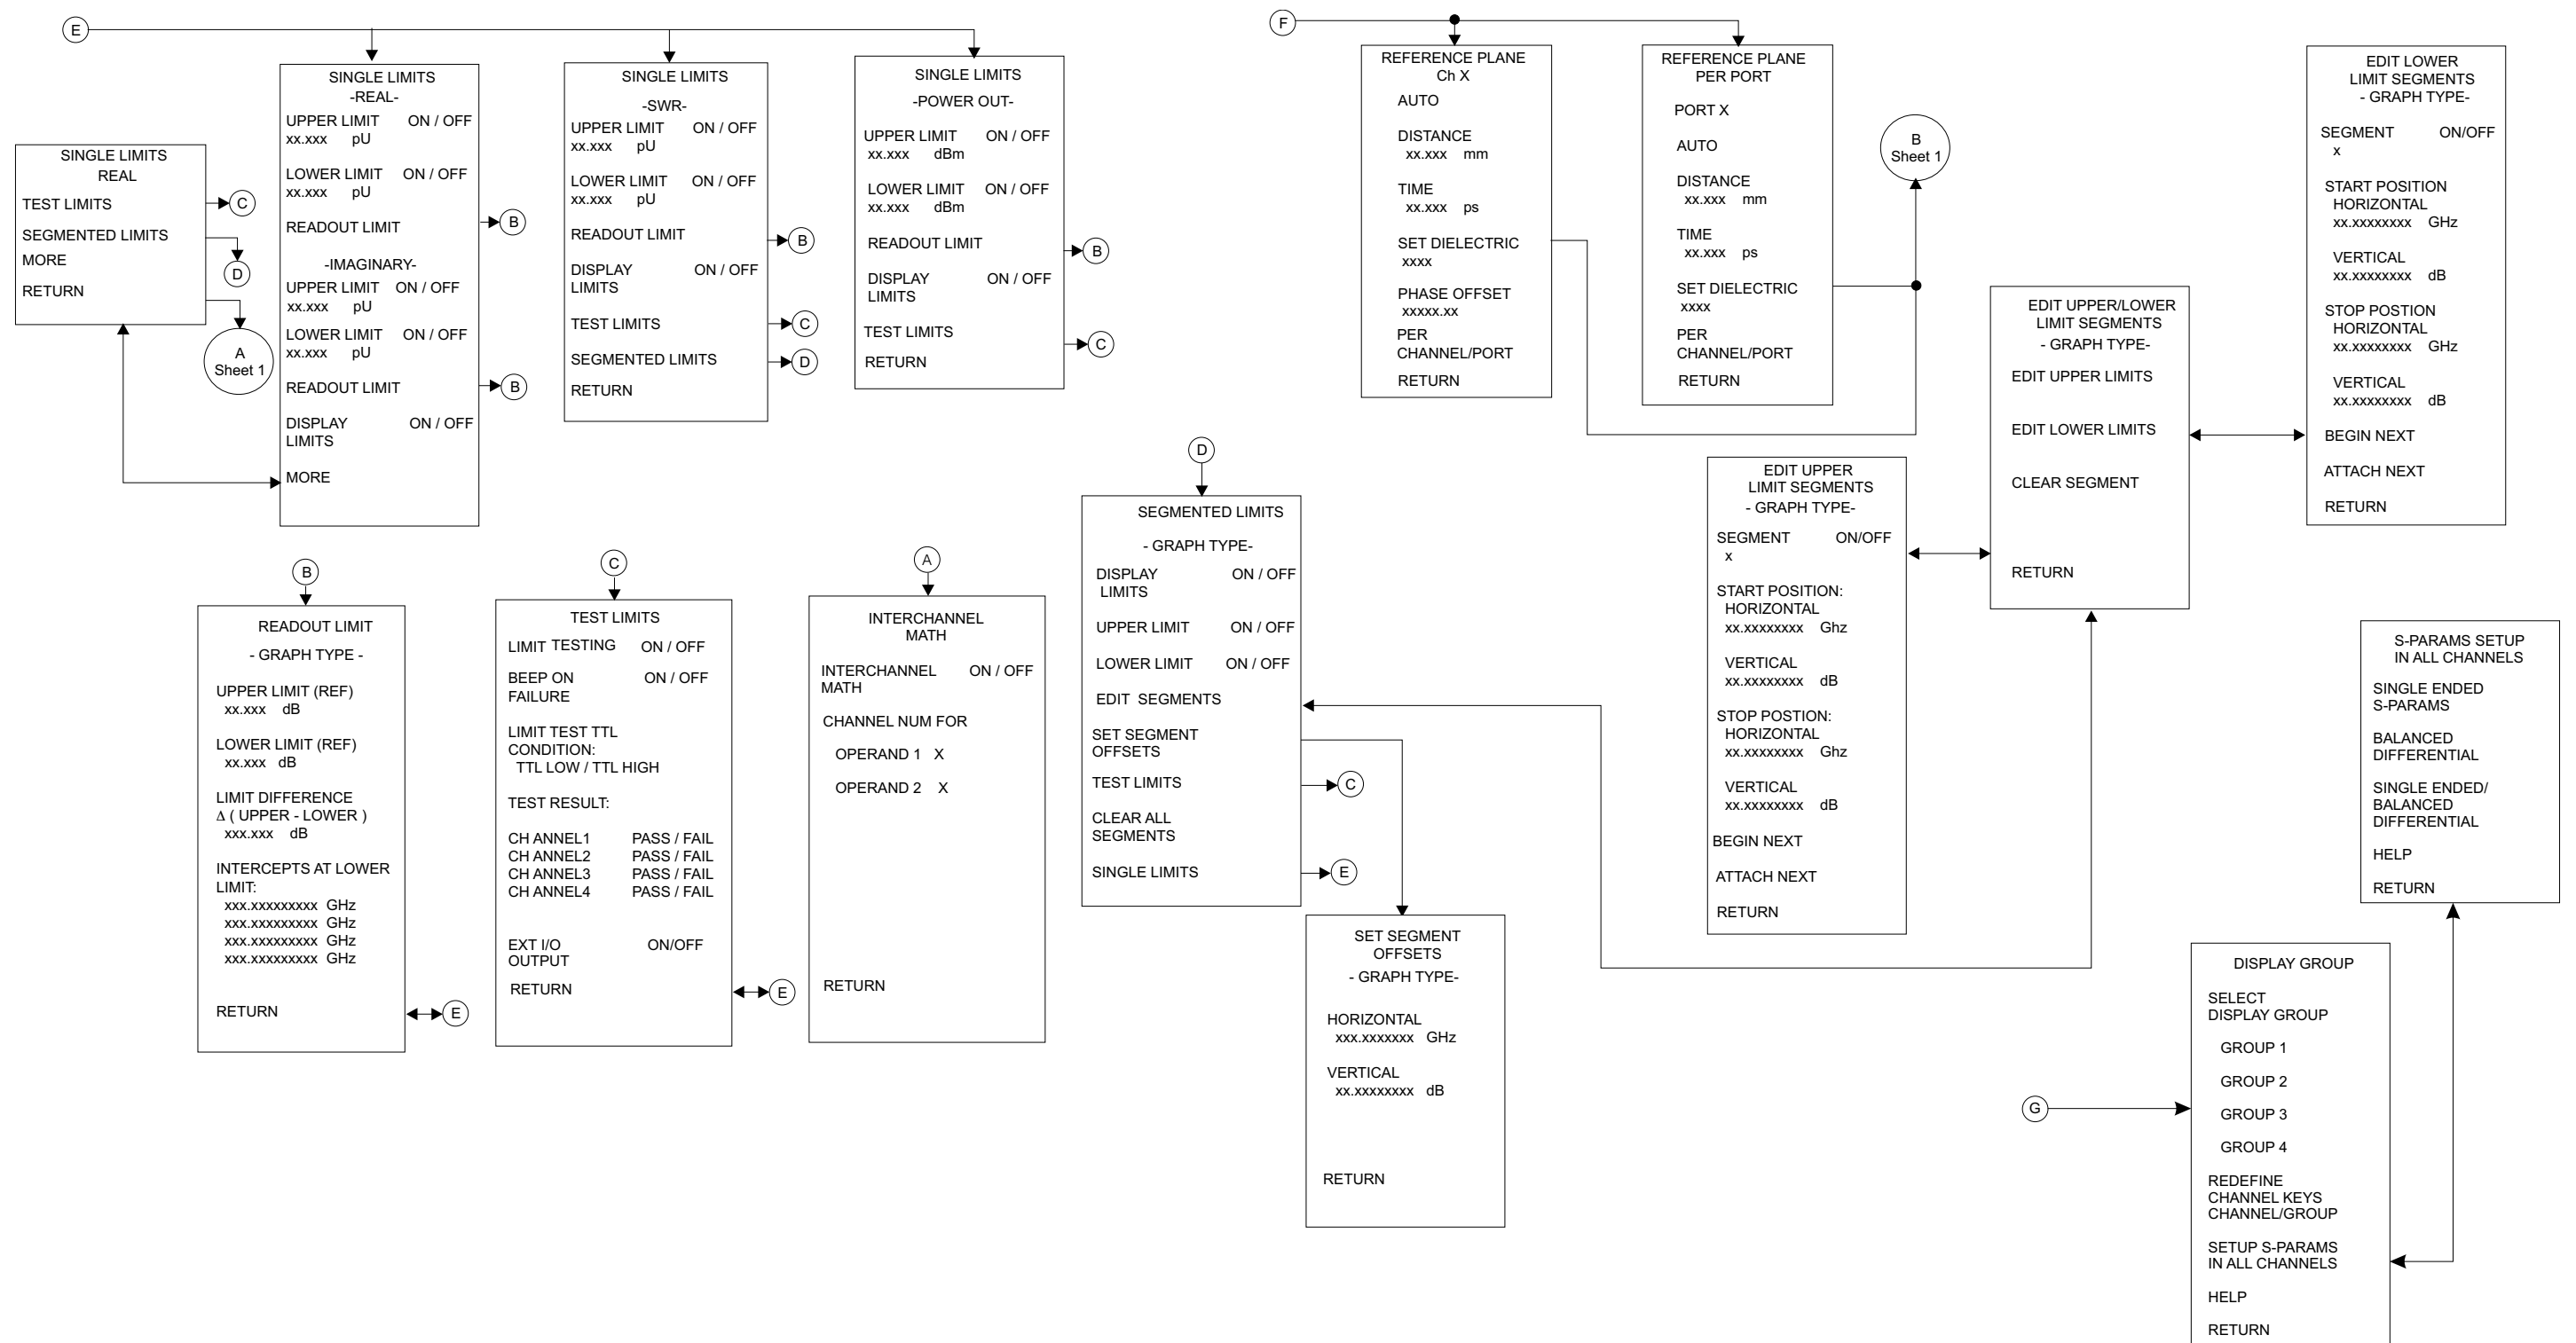 E
SINGLE LIMITS
REAL
TEST LIMITS
SEGMENTED LIMITS
MORE
RETURN
C
D
A
Sheet 1
SINGLE LIMITS
-REAL-
UPPER LIMIT ON / OFF
xx.xxx pU
LOWER LIMIT ON / OFF
xx.xxx pU
READOUT LIMIT
-IMAGINARY-
UPPER LIMIT ON / OFF
xx.xxx pU
LOWER LIMIT ON / OFF
xx.xxx pU
READOUT LIMIT
DISPLAY ON / OFF
LIMITS
MORE
B
B
SINGLE LIMITS
-SWR-
UPPER LIMIT ON / OFF
xx.xxx pU
LOWER LIMIT ON / OFF
xx.xxx pU
READOUT LIMIT
DISPLAY ON / OFF
LIMITS
TEST LIMITS
SEGMENTED LIMITS
RETURN
B
C
D
SINGLE LIMITS
-POWER OUT-
UPPER LIMIT ON / OFF
xx.xxx dBm
LOWER LIMIT ON / OFF
xx.xxx dBm
READOUT LIMIT
DISPLAY ON / OFF
LIMITS
TEST LIMITS
RETURN
B
C
F
REFERENCE PLANE
Ch X
AUTO
DISTANCE
xx.xxx mm
TIME
xx.xxx ps
SET DIELECTRIC
xxxx
PHASE OFFSET
xxxxx.xx
PER
CHANNEL/PORT
RETURN
REFERENCE PLANE
PER PORT
PORT X
AUTO
DISTANCE
xx.xxx mm
TIME
xx.xxx ps
SET DIELECTRIC
xxxx
PER
CHANNEL/PORT
RETURN
B
Sheet 1
EDIT UPPER/LOWER
LIMIT SEGMENTS
- GRAPH TYPE-
EDIT UPPER LIMITS
EDIT LOWER LIMITS
CLEAR SEGMENT
RETURN
EDIT LOWER
LIMIT SEGMENTS
- GRAPH TYPE-
SEGMENT ON/OFF
x
START POSITION
HORIZONTAL
xx.xxxxxxxx GHz
VERTICAL
xx.xxxxxxxx dB
STOP POSTION
HORIZONTAL
xx.xxxxxxxx GHz
VERTICAL
xx.xxxxxxxx dB
BEGIN NEXT
ATTACH NEXT
RETURN
B
READOUT LIMIT
- GRAPH TYPE -
UPPER LIMIT (REF)
xx.xxx dB
LOWER LIMIT (REF)
xx.xxx dB
LIMIT DIFFERENCE
Δ ( UPPER - LOWER )
xxx.xxx dB
INTERCEPTS AT LOWER
LIMIT:
xxx.xxxxxxxxx GHz
xxx.xxxxxxxxx GHz
xxx.xxxxxxxxx GHz
xxx.xxxxxxxxx GHz
RETURN
E
C
TEST LIMITS
LIMIT TESTING ON / OFF
BEEP ON ON / OFF
FAILURE
LIMIT TEST TTL
CONDITION:
TTL LOW / TTL HIGH
TEST RESULT:
CH ANNEL1 PASS / FAIL
CH ANNEL2 PASS / FAIL
CH ANNEL3 PASS / FAIL
CH ANNEL4 PASS / FAIL
EXT I/O ON/OFF
OUTPUT
RETURN
E
A
INTERCHANNEL
MATH
INTERCHANNEL ON / OFF
MATH
CHANNEL NUM FOR
OPERAND 1 X
OPERAND 2 X
RETURN
D
SEGMENTED LIMITS
- GRAPH TYPE-
DISPLAY ON / OFF
LIMITS
UPPER LIMIT ON / OFF
LOWER LIMIT ON / OFF
EDIT SEGMENTS
SET SEGMENT
OFFSETS
TEST LIMITS
CLEAR ALL
SEGMENTS
SINGLE LIMITS
C
E
SET SEGMENT
OFFSETS
- GRAPH TYPE-
HORIZONTAL
xxx.xxxxxxx GHz
VERTICAL
xx.xxxxxxxx dB
RETURN
EDIT UPPER
LIMIT SEGMENTS
- GRAPH TYPE-
SEGMENT ON/OFF
x
START POSITION:
HORIZONTAL
xx.xxxxxxxx Ghz
VERTICAL
xx.xxxxxxxx dB
STOP POSTION:
HORIZONTAL
xx.xxxxxxxx Ghz
VERTICAL
xx.xxxxxxxx dB
BEGIN NEXT
ATTACH NEXT
RETURN
S-PARAMS SETUP
IN ALL CHANNELS
SINGLE ENDED
S-PARAMS
BALANCED
DIFFERENTIAL
SINGLE ENDED/
BALANCED
DIFFERENTIAL
HELP
RETURN
G
DISPLAY GROUP
SELECT
DISPLAY GROUP
GROUP 1
GROUP 2
GROUP 3
GROUP 4
REDEFINE
CHANNEL KEYS
CHANNEL/GROUP
SETUP S-PARAMS
IN ALL CHANNELS
HELP
RETURN